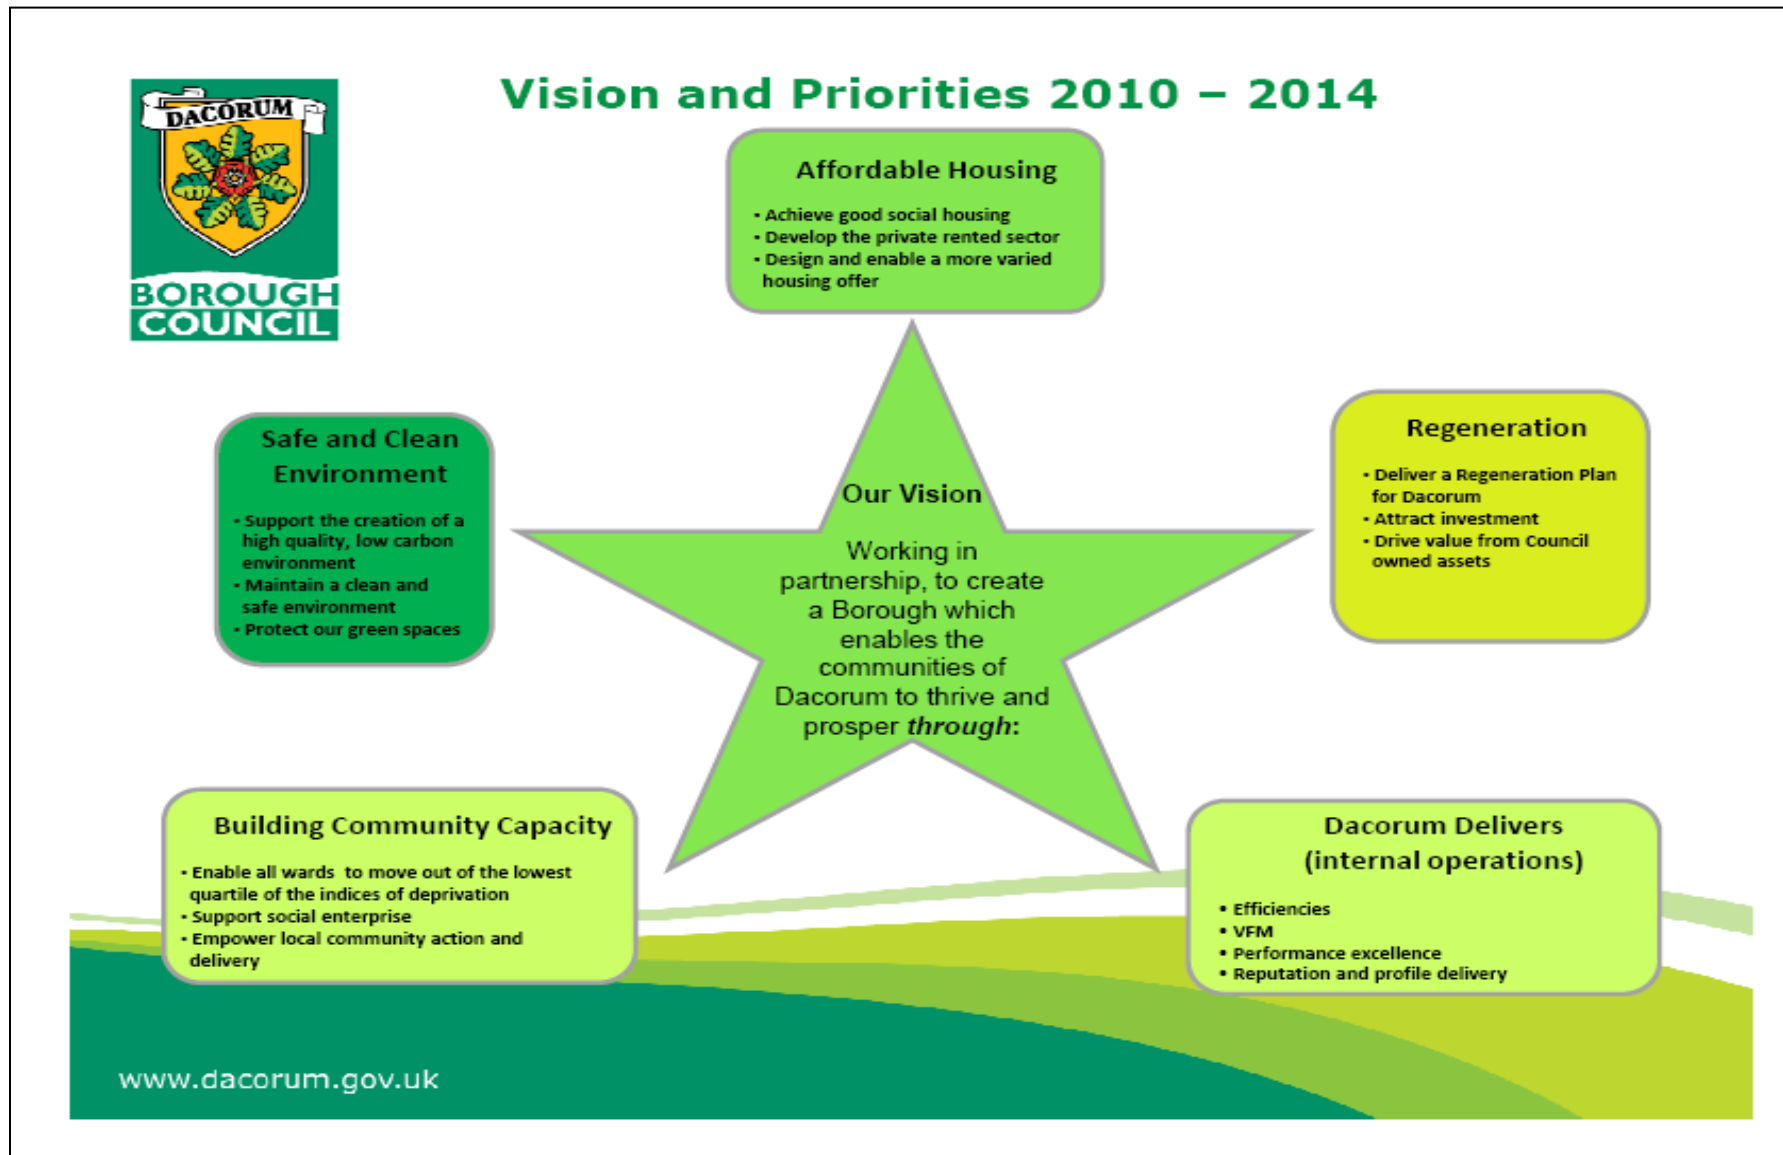 DACORUM
BOROUGH
COUNCIL
Vision and Priorities 2010 – 2014
Affordable Housing
• Achieve good social housing
• Develop the private rented sector
• Design and enable a more varied
housing offer
Safe and Clean
Environment
• Support the creation of a
high quality, low carbon
environment
• Maintain a clean and
safe environment
• Protect our green spaces
Our Vision
Working in
partnership, to create
a Borough which
enables the
communities of
Dacorum to thrive and
prosper through:
Regeneration
• Deliver a Regeneration Plan
for Dacorum
• Attract investment
• Drive value from Council
owned assets
Building Community Capacity
• Enable all wards to move out of the lowest
quartile of the indices of deprivation
• Support social enterprise
• Empower local community action and
delivery
Dacorum Delivers
(internal operations)
• Efficiencies
• VFM
• Performance excellence
• Reputation and profile delivery
www.dacorum.gov.uk